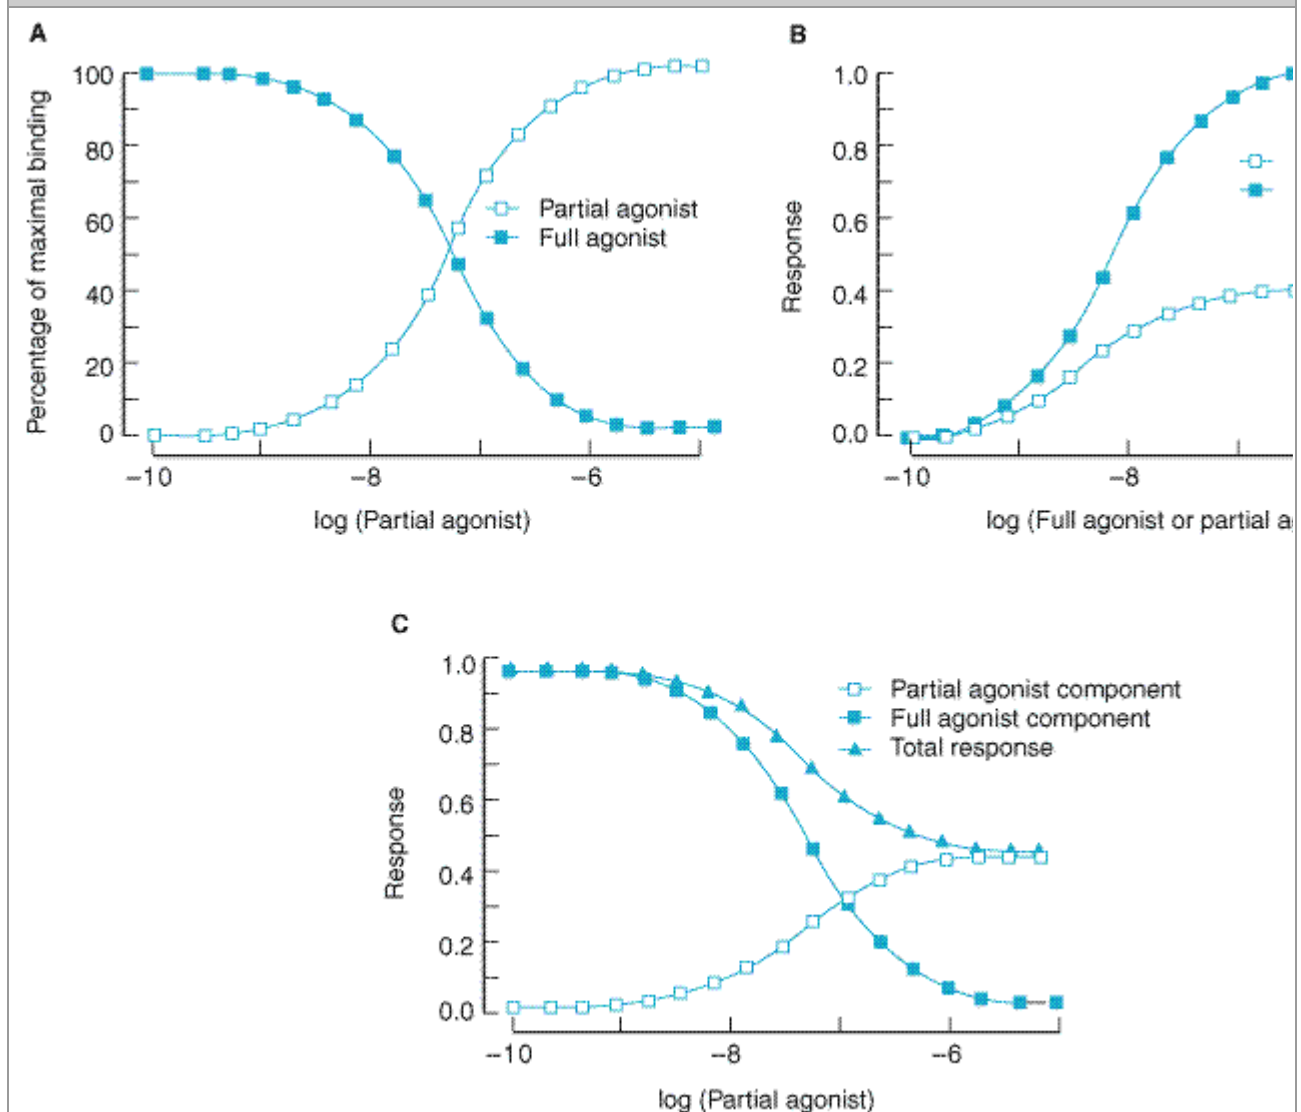 A
Percentage of maximal binding
100
80
60
40
20
0
Partial agonist
Full agonist
−10
−8
−6
log (Partial agonist)
B
Response
1.0
0.8
0.6
0.4
0.2
0.0
−10
−8
log (Full agonist or partial
C
Response
1.0
0.8
0.6
0.4
0.2
0.0
Partial agonist component
Full agonist component
Total response
−10
−8
−6
log (Partial agonist)